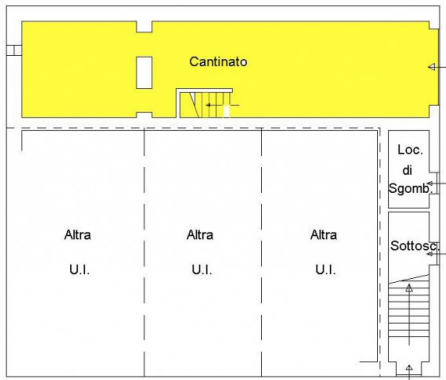 Cantinato
Loc.
di
Sgomb.
Sottosc.
Altra
U.I.
Altra
U.I.
Altra
U.I.